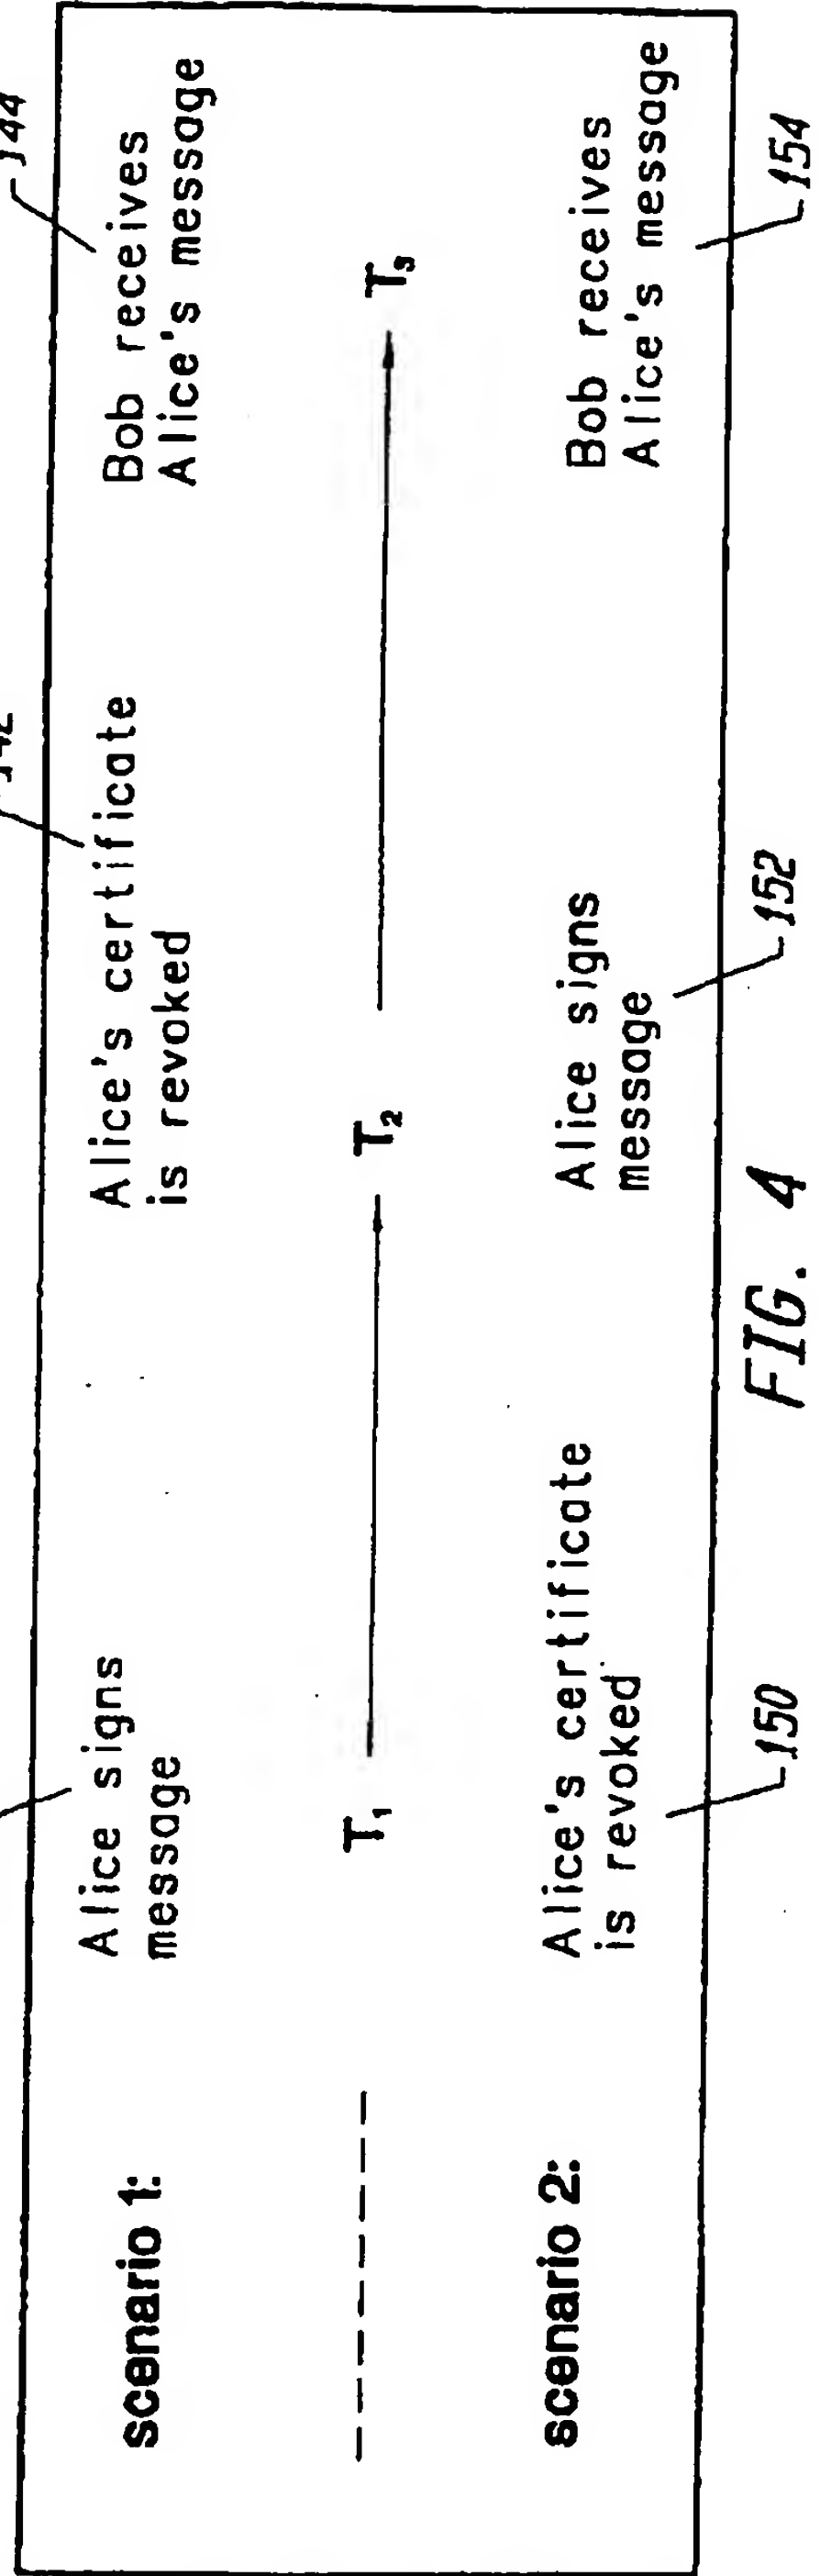 144
142
scenario 1:
Alice signs
message
Alice's certificate
is revoked
Bob receives
Alice's message
T₁
T₂
T₃
scenario 2:
Alice's certificate
is revoked
Alice signs
message
Bob receives
Alice's message
150
152
154
FIG. 4